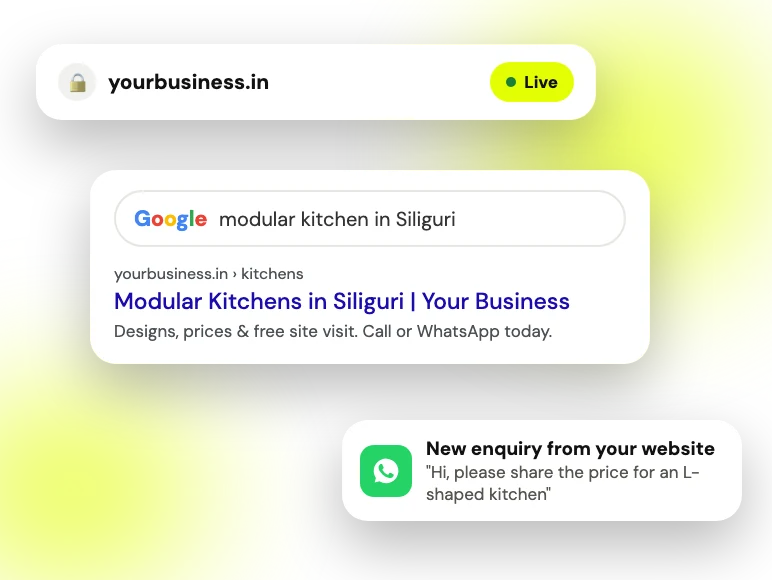 yourbusiness.in
Live
Google modular kitchen in Siliguri
yourbusiness.in › kitchens
Modular Kitchens in Siliguri | Your Business
Designs, prices & free site visit. Call or WhatsApp today.
New enquiry from your website
"Hi, please share the price for an L-
shaped kitchen"